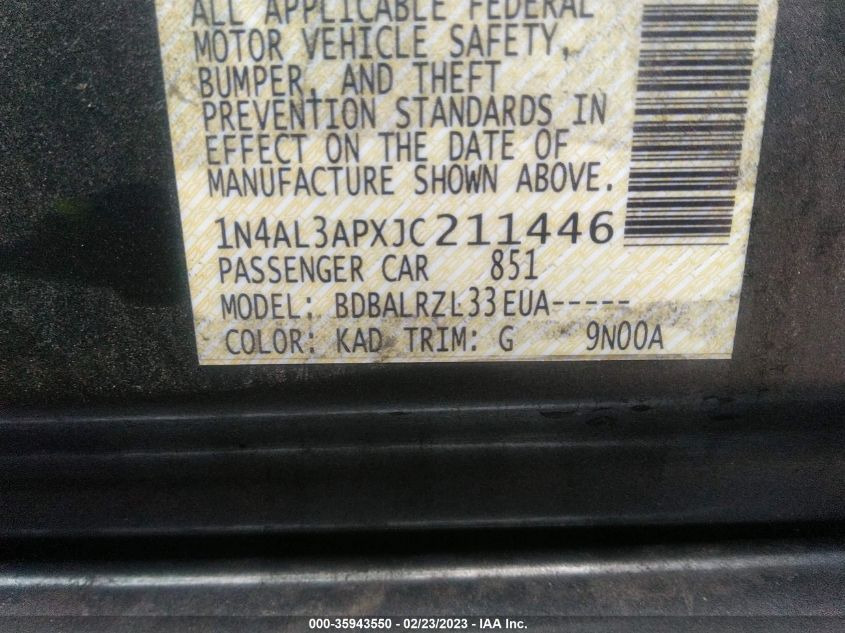 ALL APPLICABLE FEDERAL
MOTOR VEHICLE SAFETY,
BUMPER, AND THEFT
PREVENTION STANDARDS IN
EFFECT ON THE DATE OF
MANUFACTURE SHOWN ABOVE.
1N4AL3APXJC211446
PASSENGER CAR 851
MODEL: BDBALRZL33EUA-----
COLOR: KAD TRIM: G 9N00A
000-35943550 - 02/23/2023 - IAA Inc.